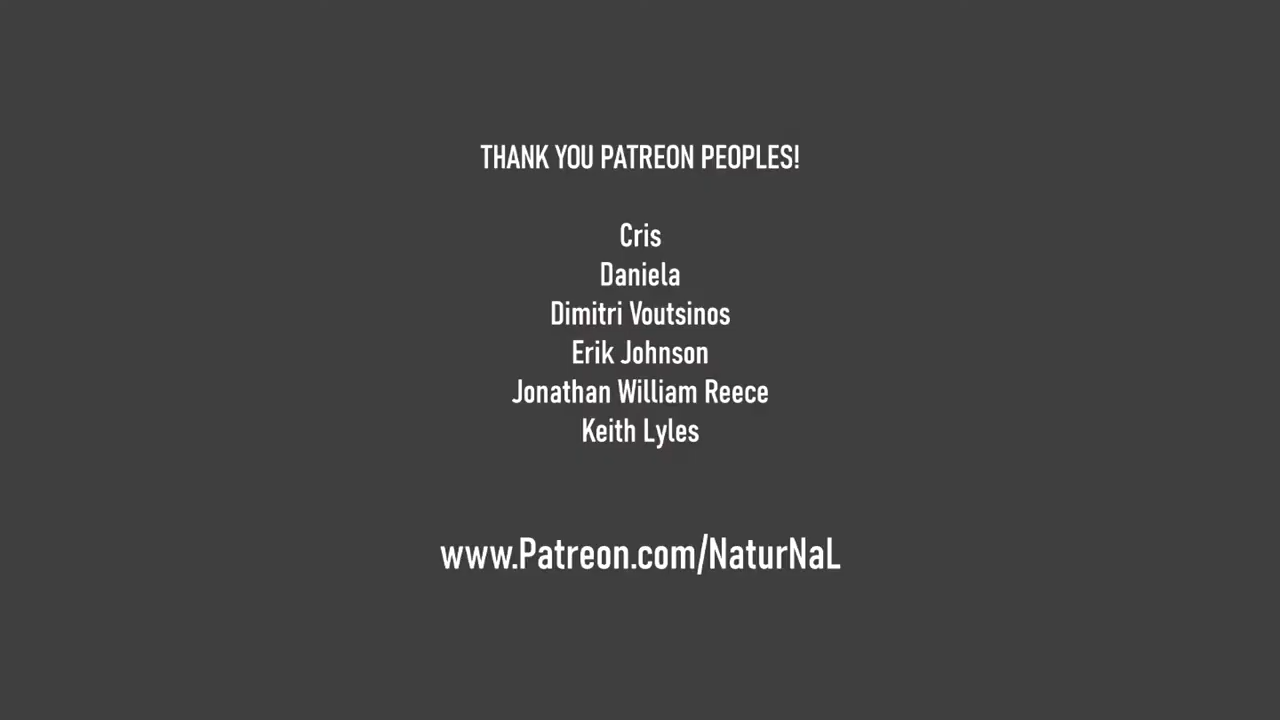 THANK YOU PATREON PEOPLES!
Cris
Daniela
Dimitri Voutsinos
Erik Johnson
Jonathan William Reece
Keith Lyles
www.Patreon.com/NaturNaL